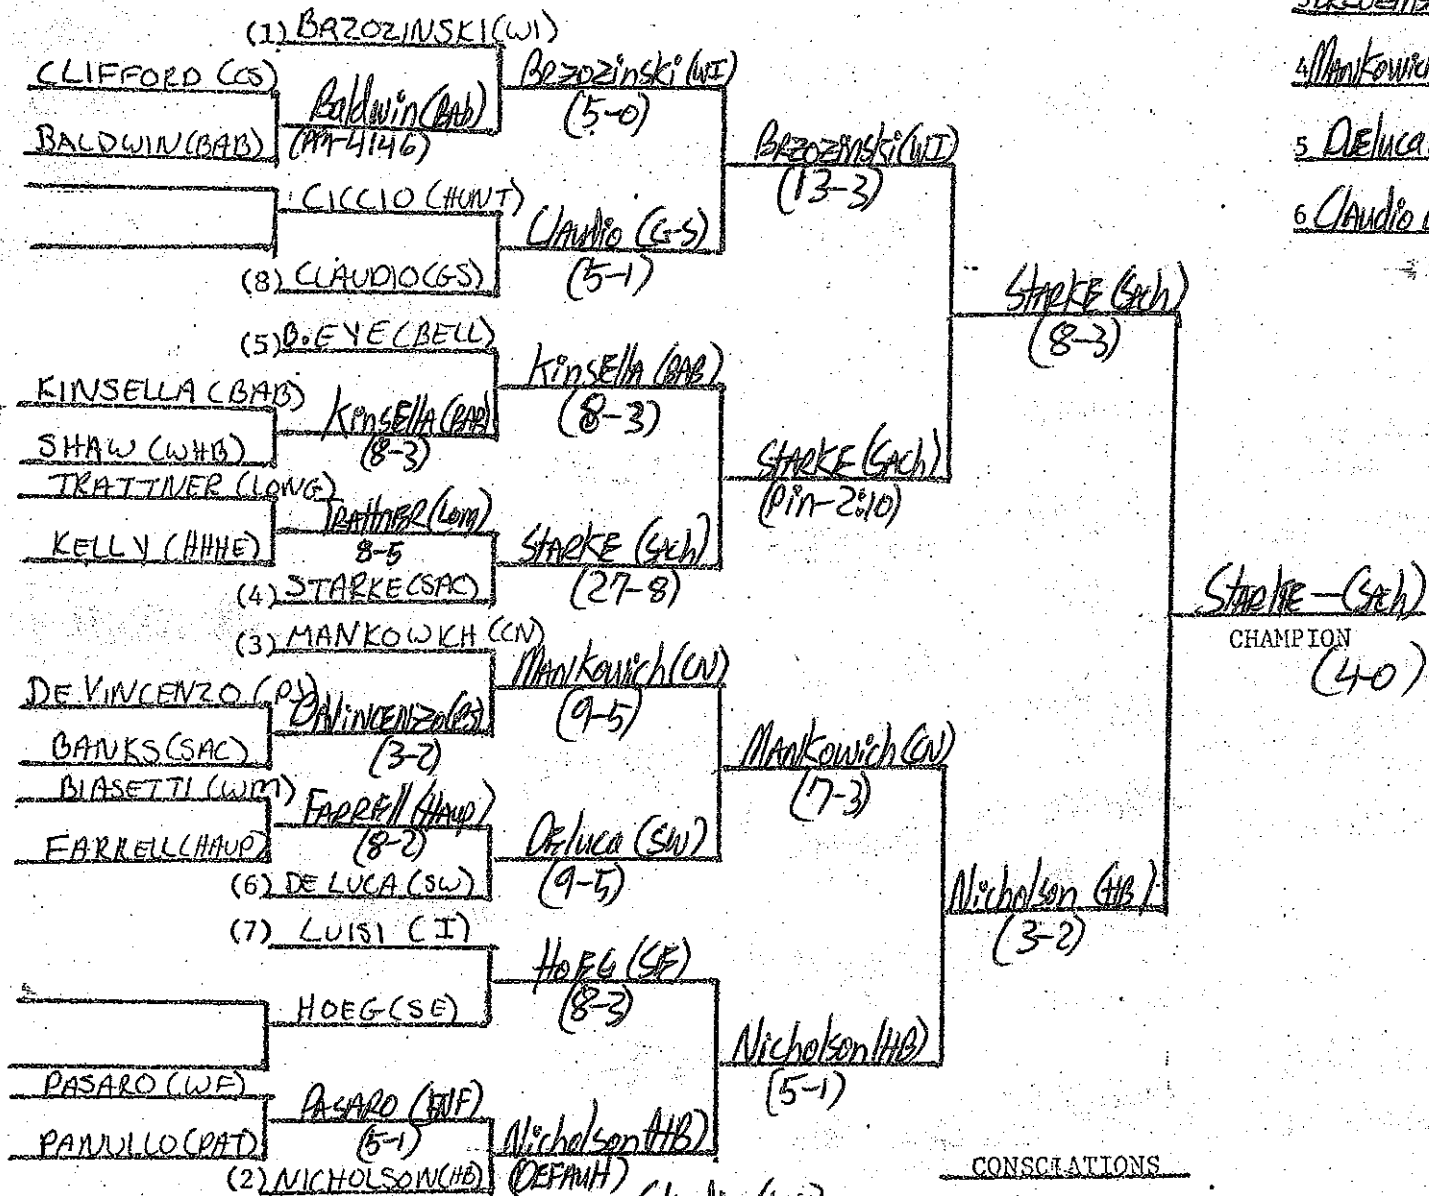 (1) BRZOZINSKI (WI)
CLIFFORD (CS)
Brzozinski (WI)
Baldwin (BAB)
(5-0)
4 Mankowich
BALDWIN (BAB)
5 Deluca
Brzozinski (WI)
(13-3)
CICCIO (HUNT)
Claudio (GS)
6 Claudio
(8) CLAUDIO (GS)
(5-1)
Starke (Sach)
(8-3)
(5) B.EYE (BELL)
Kinsella (BAB)
KINSELLA (BAB)
Kinsella (BAB)
(8-3)
SHAW (WHB)
(8-3)
Starke (Sach)
TRATTNER (LONG)
(Pin-2:10)
Trattner (Long)
KELLY (HHHE)
8-5
Starke (Sach)
(4) STARKE (SAC)
(27-8)
Starke — (Sach)
(3) MANKOWICH (CN)
CHAMPION
(4-0)
Mankowich (CN)
DE.VINCENZO
DeVincenzo
(9-5)
BANKS (SAC)
(3-2)
Mankowich (CN)
BIASETTI (WM)
(7-3)
Farrell (Haup)
FARRELL (HAUP)
(8-2)
Deluca (SW)
(6) DE LUCA (SW)
(9-5)
Nicholson (HB)
(3-2)
(7) LUISI (I)
Hoeg (SE)
(8-3)
HOEG (SE)
Nicholson (HB)
(5-1)
PASARO (WF)
Pasaro
PANULLO (PAT)
(5-1)
Nicholson (HB)
(2) NICHOLSON (HB)
(Default)
CONSCIATIONS